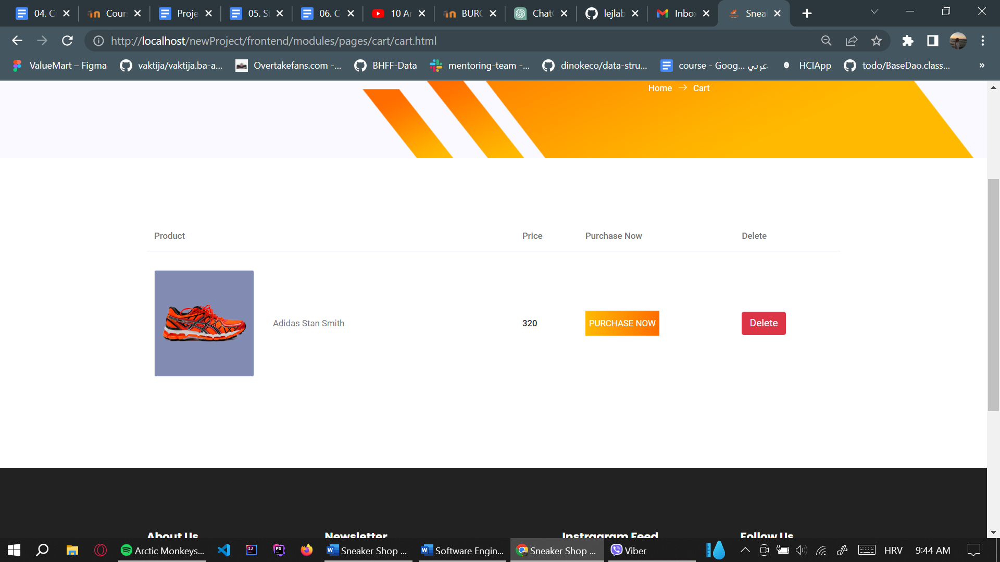 04. C Cour Proje 05. S 06. C 10 A BURC Chat lejlab Inbox Sneal
http://localhost/newProject/frontend/modules/pages/cart/cart.html
ValueMart – Figma vaktija/vaktija.ba-a... Overtakefans.com -... BHFF-Data mentoring-team -... dinokeco/data-stru... course - Goog... عربي HCIApp todo/BaseDao.class... »
Home → Cart
Product Price Purchase Now Delete
Adidas Stan Smith 320 PURCHASE NOW Delete
About Us Newsletter Instragram Feed Follow Us
Arctic Monkeys... IJ PS Sneaker Shop ... Software Engin... Sneaker Shop ... Viber HRV 9:44 AM